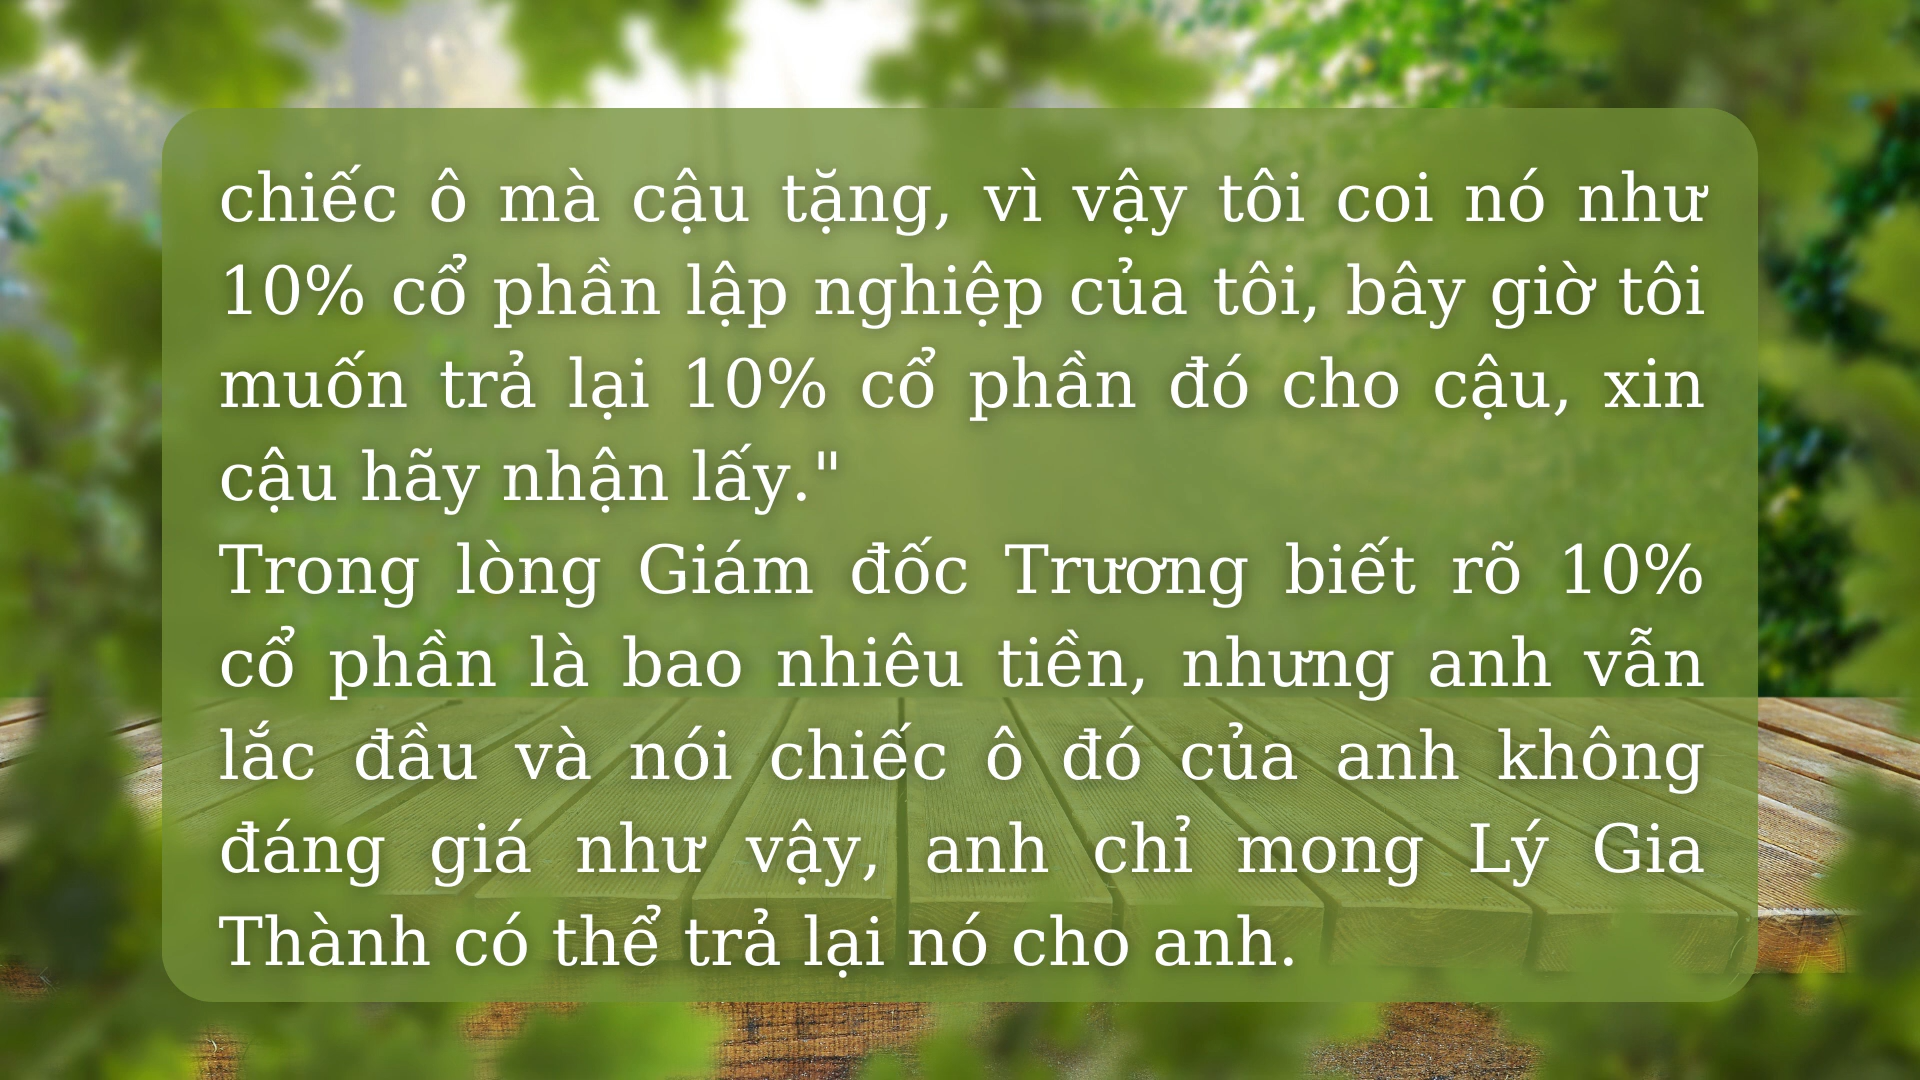 chiếc ô mà cậu tặng, vì vậy tôi coi nó như
10% cổ phần lập nghiệp của tôi, bây giờ tôi
muốn trả lại 10% cổ phần đó cho cậu, xin
cậu hãy nhận lấy."
Trong lòng Giám đốc Trương biết rõ 10%
cổ phần là bao nhiêu tiền, nhưng anh vẫn
lắc đầu và nói chiếc ô đó của anh không
đáng giá như vậy, anh chỉ mong Lý Gia
Thành có thể trả lại nó cho anh.